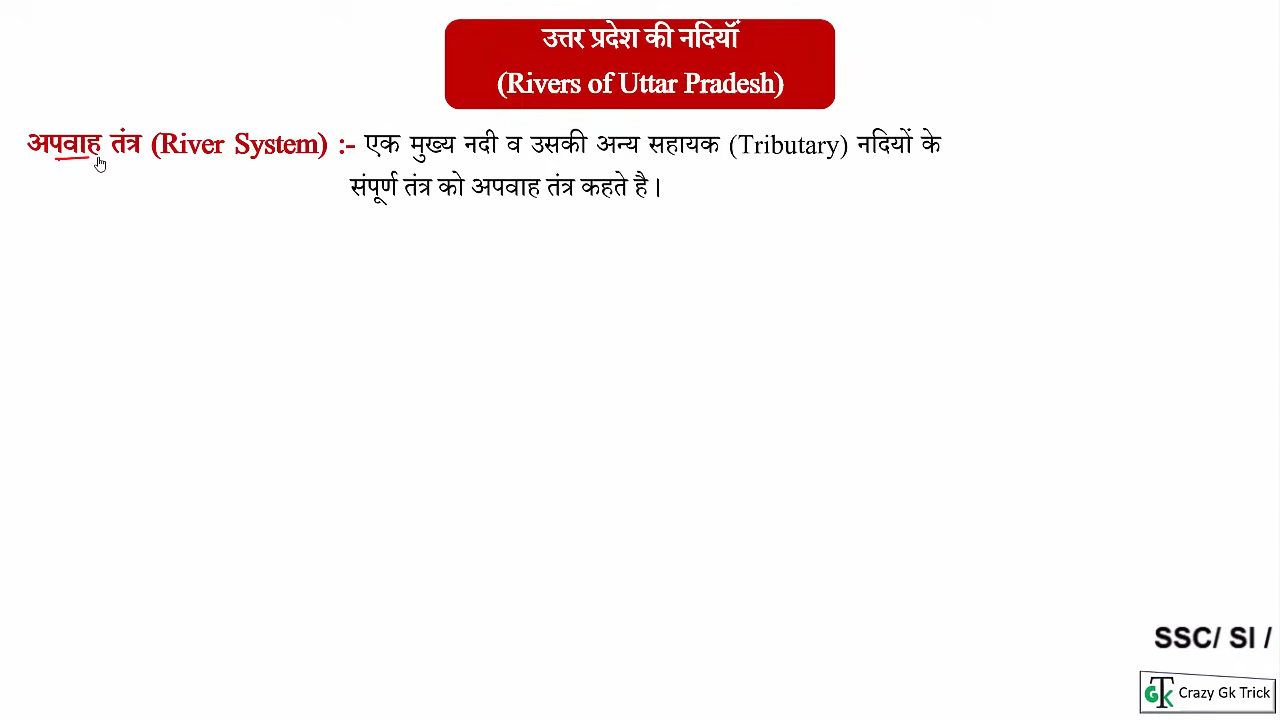 उत्तर प्रदेश की नदियाँ
(Rivers of Uttar Pradesh)
अपवाह तंत्र (River System) :- एक मुख्य नदी व उसकी अन्य सहायक (Tributary) नदियों के
संपूर्ण तंत्र को अपवाह तंत्र कहते है।
SSC/ SI /
GTK Crazy Gk Trick